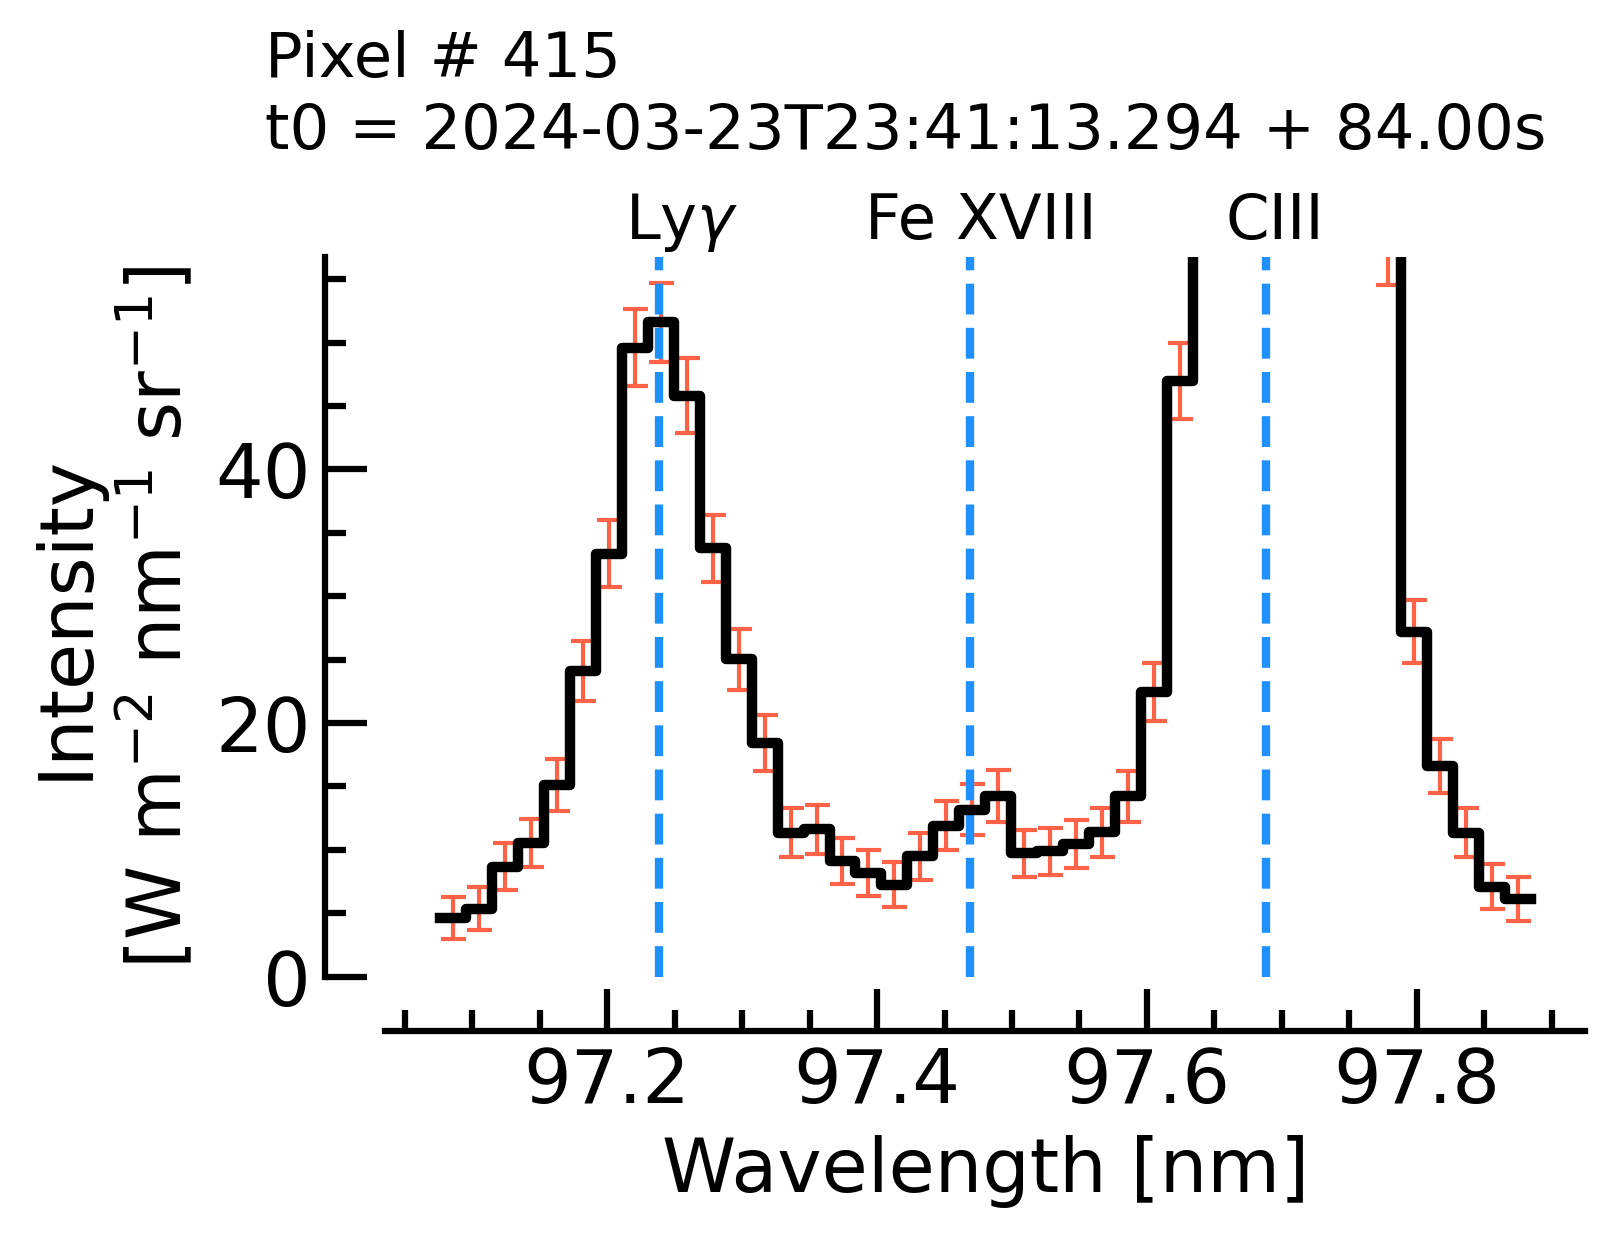 Pixel # 415
t0 = 2024-03-23T23:41:13.294 + 84.00s
Lyγ Fe XVIII CIII
Intensity
[W m⁻² nm⁻¹ sr⁻¹]
40
20
0
97.2 97.4 97.6 97.8
Wavelength [nm]